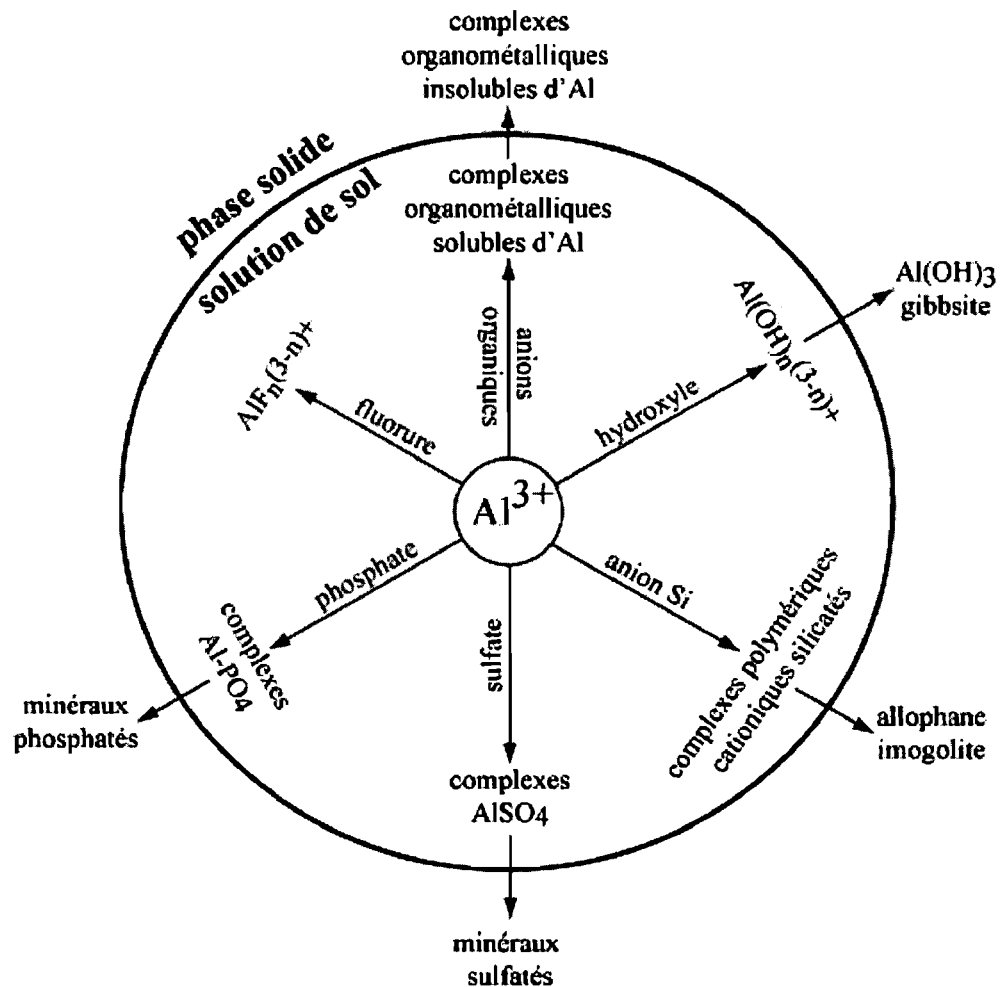 complexes
organométalliques
insolubles d'Al
phase solide
solution de sol
complexes
organométalliques
solubles d'Al
anions
organiques
Al(OH)3
gibbsite
Al(OH)n(3-n)+
hydroxyle
AlFn(3-n)+
fluorure
Al3+
phosphate
complexes
Al-PO4
minéraux
phosphatés
sulfate
complexes
AlSO4
minéraux
sulfatés
anion Si
complexes polymériques
cationiques silicatés
allophane
imogolite